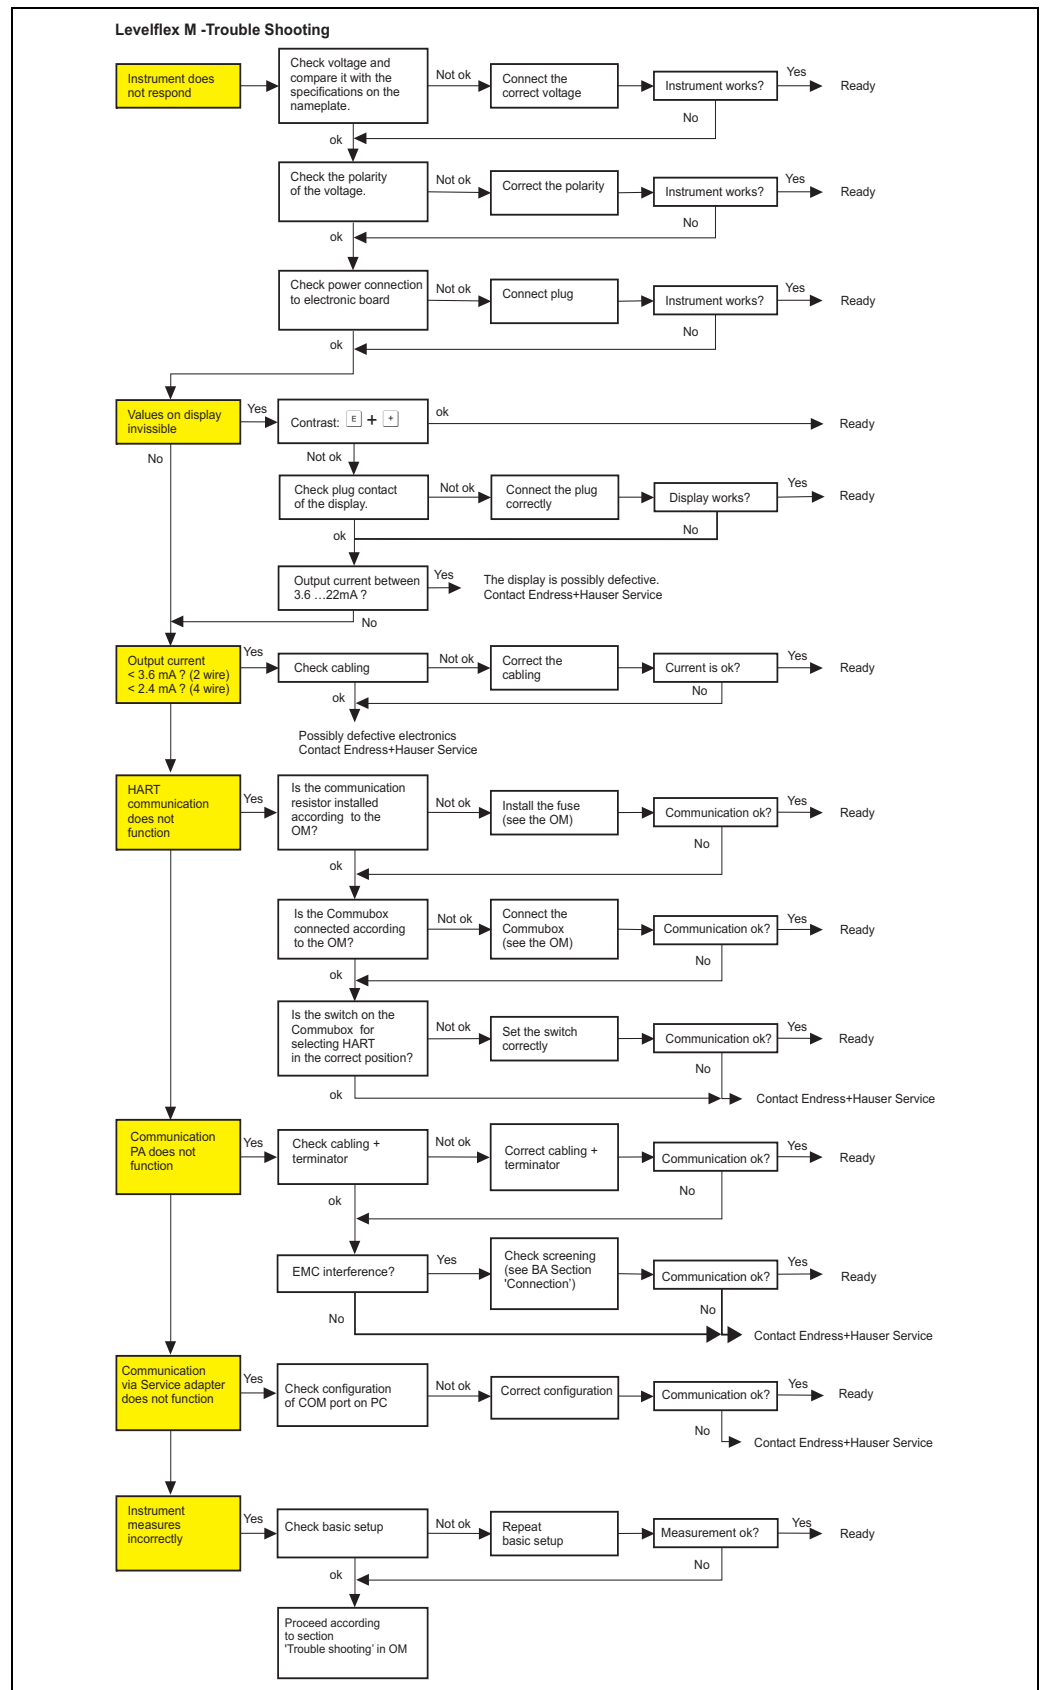 Levelflex M -Trouble Shooting
Instrument does
not respond
Check voltage and
compare it with the
specifications on the
nameplate.
Not ok
Connect the
correct voltage
Instrument works?
Yes
Ready
No
ok
Check the polarity
of the voltage.
Not ok
Correct the polarity
Instrument works?
Yes
Ready
No
ok
Check power connection
to electronic board
Not ok
Connect plug
Instrument works?
Yes
Ready
No
ok
Values on display
invissible
Yes
Contrast: E + +
ok
Ready
No
Not ok
Check plug contact
of the display.
Not ok
Connect the plug
correctly
Display works?
Yes
Ready
No
ok
Output current between
3.6 ...22mA ?
Yes
The display is possibly defective.
Contact Endress+Hauser Service
No
Output current
< 3.6 mA ? (2 wire)
< 2.4 mA ? (4 wire)
Yes
Check cabling
Not ok
Correct the
cabling
Current is ok?
Yes
Ready
No
ok
Possibly defective electronics
Contact Endress+Hauser Service
HART
communication
does not
function
Yes
Is the communication
resistor installed
according to the
OM?
Not ok
Install the fuse
(see the OM)
Communication ok?
Yes
Ready
No
ok
Is the Commubox
connected according
to the OM?
Not ok
Connect the
Commubox
(see the OM)
Communication ok?
Yes
Ready
No
ok
Is the switch on the
Commubox for
selecting HART
in the correct position?
Not ok
Set the switch
correctly
Communication ok?
Yes
Ready
No
ok
Contact Endress+Hauser Service
Communication
PA does not
function
Yes
Check cabling +
terminator
Not ok
Correct cabling +
terminator
Communication ok?
Yes
Ready
No
ok
EMC interference?
Yes
Check screening
(see BA Section
'Connection')
Communication ok?
Yes
Ready
No
No
Contact Endress+Hauser Service
Communication
via Service adapter
does not function
Yes
Check configuration
of COM port on PC
Not ok
Correct configuration
Communication ok?
Yes
Ready
No
Contact Endress+Hauser Service
Instrument
measures
incorrectly
Yes
Check basic setup
Not ok
Repeat
basic setup
Measurement ok?
Yes
Ready
No
ok
Proceed according
to section
'Trouble shooting' in OM